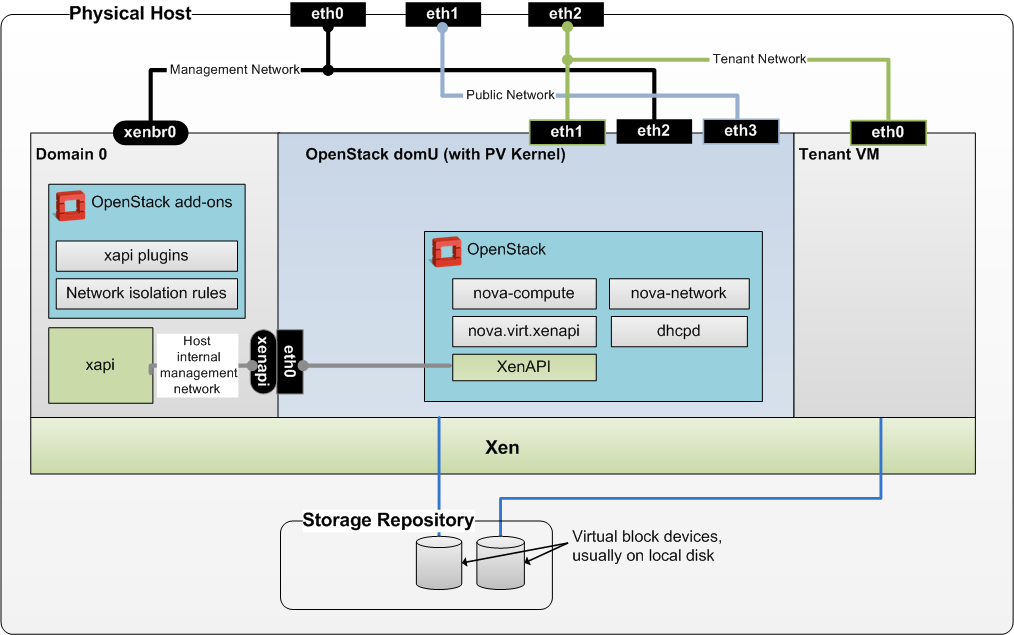 Physical Host
eth0
eth1
eth2
Management Network
Tenant Network
Public Network
xenbr0
eth1
eth2
eth3
eth0
Domain 0
OpenStack domU (with PV Kernel)
Tenant VM
OpenStack add-ons
xapi plugins
Network isolation rules
OpenStack
nova-compute
nova-network
nova.virt.xenapi
dhcpd
XenAPI
xapi
Host
internal
management
network
xenapi
eth0
Xen
Storage Repository
Virtual block devices,
usually on local disk